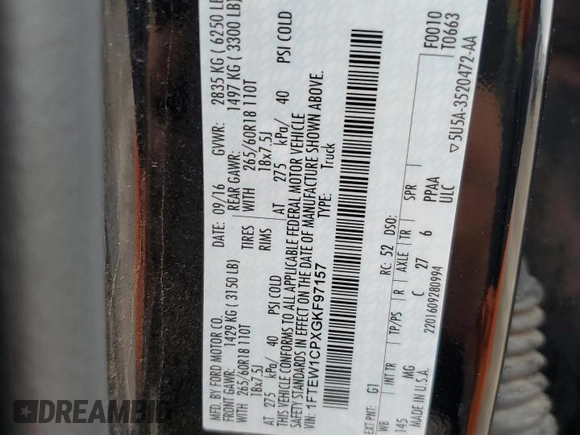 MFD. BY FORD MOTOR CO.
DATE: 09/16 GVWR: 2835 KG ( 6250 LB
FRONT GAWR: 1429 KG ( 3150 LB) REAR GAWR: 1497 KG ( 3300 LB)
WITH 265/60R18 110T TIRES WITH 265/60R18 110T
18x7.5J RIMS 18x7.5J
AT 275 kPa/ 40 PSI COLD AT 275 kPa/ 40 PSI COLD
THIS VEHICLE CONFORMS TO ALL APPLICABLE FEDERAL MOTOR VEHICLE
SAFETY STANDARDS IN EFFECT ON THE DATE OF MANUFACTURE SHOWN ABOVE.
VIN: 1FTEW1CPXGKF97157 TYPE: Truck
F0010
T0663
EXT PNT: G1 RC: 52 DSO:
WB INT TR TP/PS R AXLE TR SPR
145 MG C 27 6 PPAA
ULC
MADE IN U.S.A. 2201609280994
▽5U5A-3520472-AA
DREAMBID